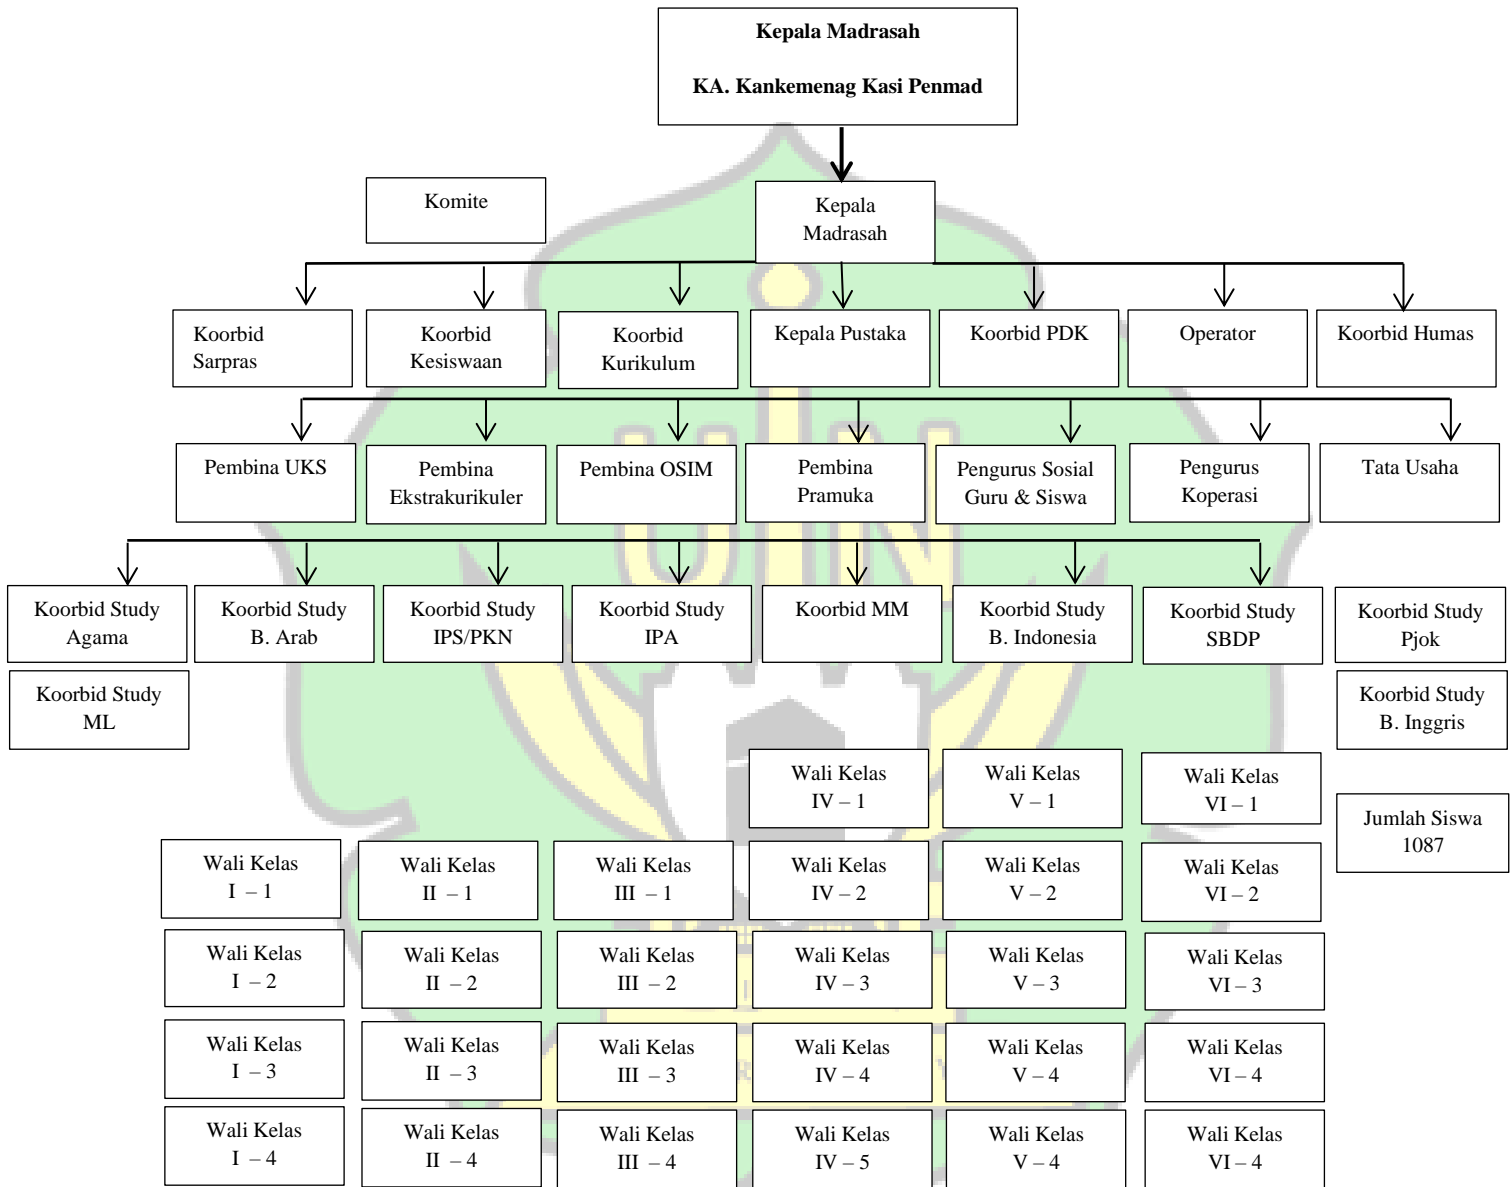 Kepala Madrasah
KA. Kankemenag Kasi Penmad
Komite
Kepala
Madrasah
Koorbid
Sarpras
Koorbid
Kesiswaan
Koorbid
Kurikulum
Kepala Pustaka
Koorbid PDK
Operator
Koorbid Humas
Pembina UKS
Pembina
Ekstrakurikuler
Pembina OSIM
Pembina
Pramuka
Pengurus Sosial
Guru & Siswa
Pengurus
Koperasi
Tata Usaha
Koorbid Study
Agama
Koorbid Study
B. Arab
Koorbid Study
IPS/PKN
Koorbid Study
IPA
Koorbid MM
Koorbid Study
B. Indonesia
Koorbid Study
SBDP
Koorbid Study
Pjok
Koorbid Study
ML
Koorbid Study
B. Inggris
Wali Kelas
IV – 1
Wali Kelas
V – 1
Wali Kelas
VI – 1
Jumlah Siswa
1087
Wali Kelas
I – 1
Wali Kelas
II – 1
Wali Kelas
III – 1
Wali Kelas
IV – 2
Wali Kelas
V – 2
Wali Kelas
VI – 2
Wali Kelas
I – 2
Wali Kelas
II – 2
Wali Kelas
III – 2
Wali Kelas
IV – 3
Wali Kelas
V – 3
Wali Kelas
VI – 3
Wali Kelas
I – 3
Wali Kelas
II – 3
Wali Kelas
III – 3
Wali Kelas
IV – 4
Wali Kelas
V – 4
Wali Kelas
VI – 4
Wali Kelas
I – 4
Wali Kelas
II – 4
Wali Kelas
III – 4
Wali Kelas
IV – 5
Wali Kelas
V – 4
Wali Kelas
VI – 4
UIN